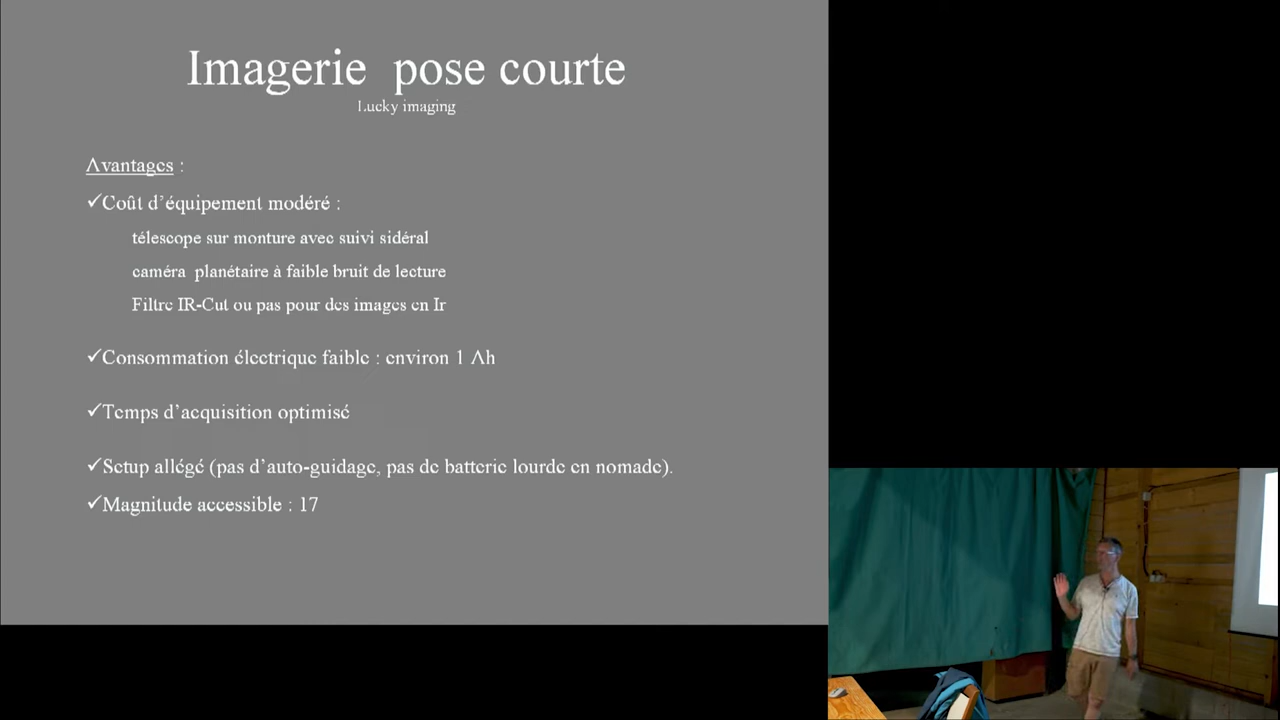 Imagerie pose courte
Lucky imaging
Avantages :
✓Coût d’équipement modéré :
télescope sur monture avec suivi sidéral
caméra planétaire à faible bruit de lecture
Filtre IR-Cut ou pas pour des images en Ir
✓Consommation électrique faible : environ 1 Ah
✓Temps d’acquisition optimisé
✓Setup allégé (pas d’auto-guidage, pas de batterie lourde en nomade).
✓Magnitude accessible : 17